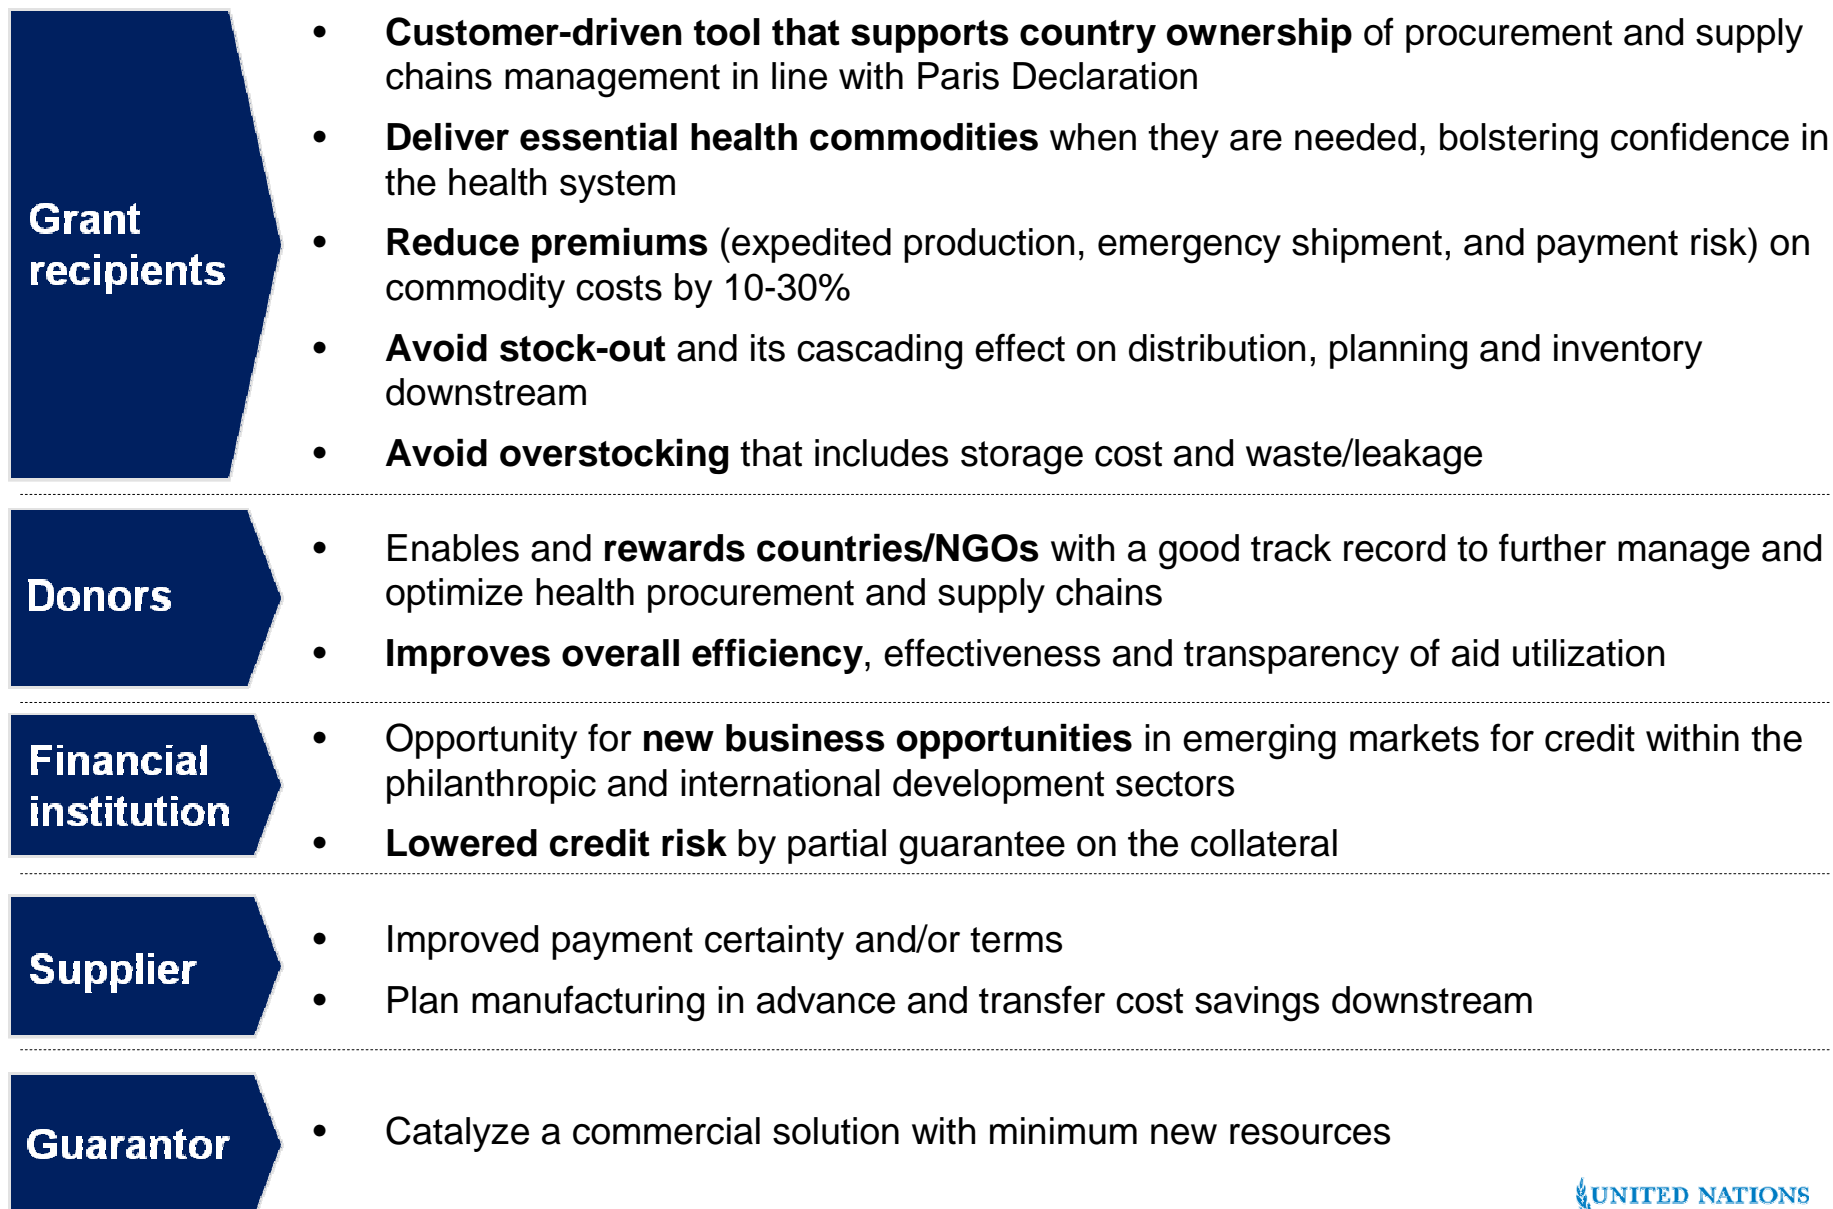 Grant
recipients
• Customer-driven tool that supports country ownership of procurement and supply
chains management in line with Paris Declaration
• Deliver essential health commodities when they are needed, bolstering confidence in
the health system
• Reduce premiums (expedited production, emergency shipment, and payment risk) on
commodity costs by 10-30%
• Avoid stock-out and its cascading effect on distribution, planning and inventory
downstream
• Avoid overstocking that includes storage cost and waste/leakage
Donors
• Enables and rewards countries/NGOs with a good track record to further manage and
optimize health procurement and supply chains
• Improves overall efficiency, effectiveness and transparency of aid utilization
Financial
institution
• Opportunity for new business opportunities in emerging markets for credit within the
philanthropic and international development sectors
• Lowered credit risk by partial guarantee on the collateral
Supplier
• Improved payment certainty and/or terms
• Plan manufacturing in advance and transfer cost savings downstream
Guarantor
• Catalyze a commercial solution with minimum new resources
UNITED NATIONS